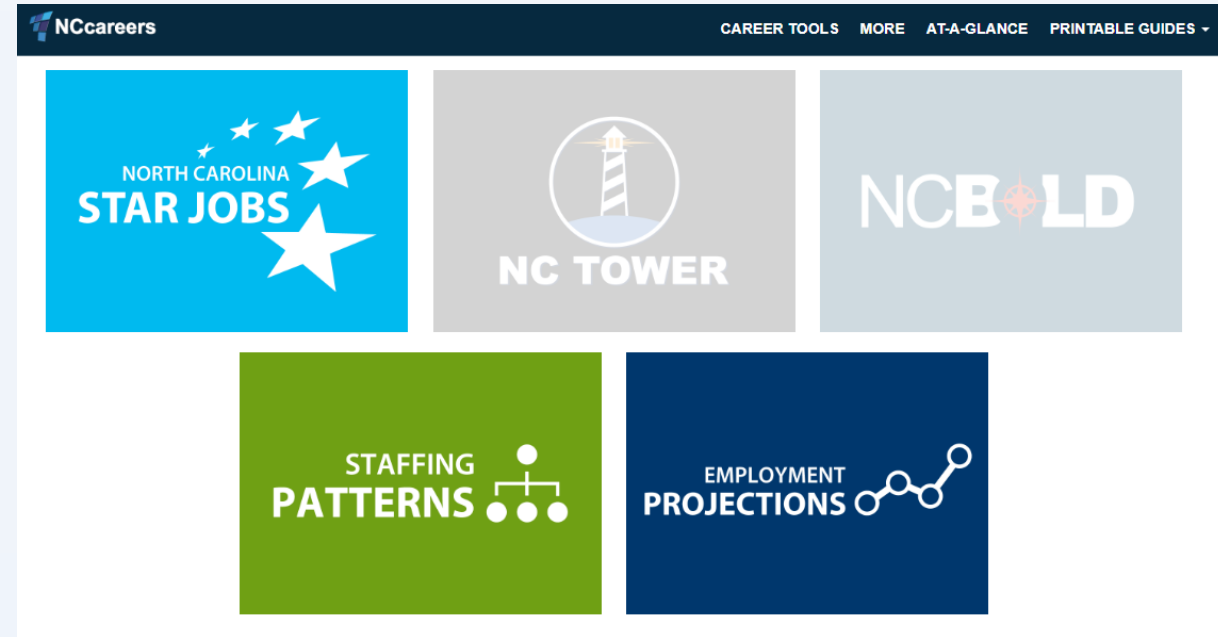 NCcareers
CAREER TOOLS MORE AT-A-GLANCE PRINTABLE GUIDES
NORTH CAROLINA
STAR JOBS
NC TOWER
NCBOLD
STAFFING
PATTERNS
EMPLOYMENT
PROJECTIONS